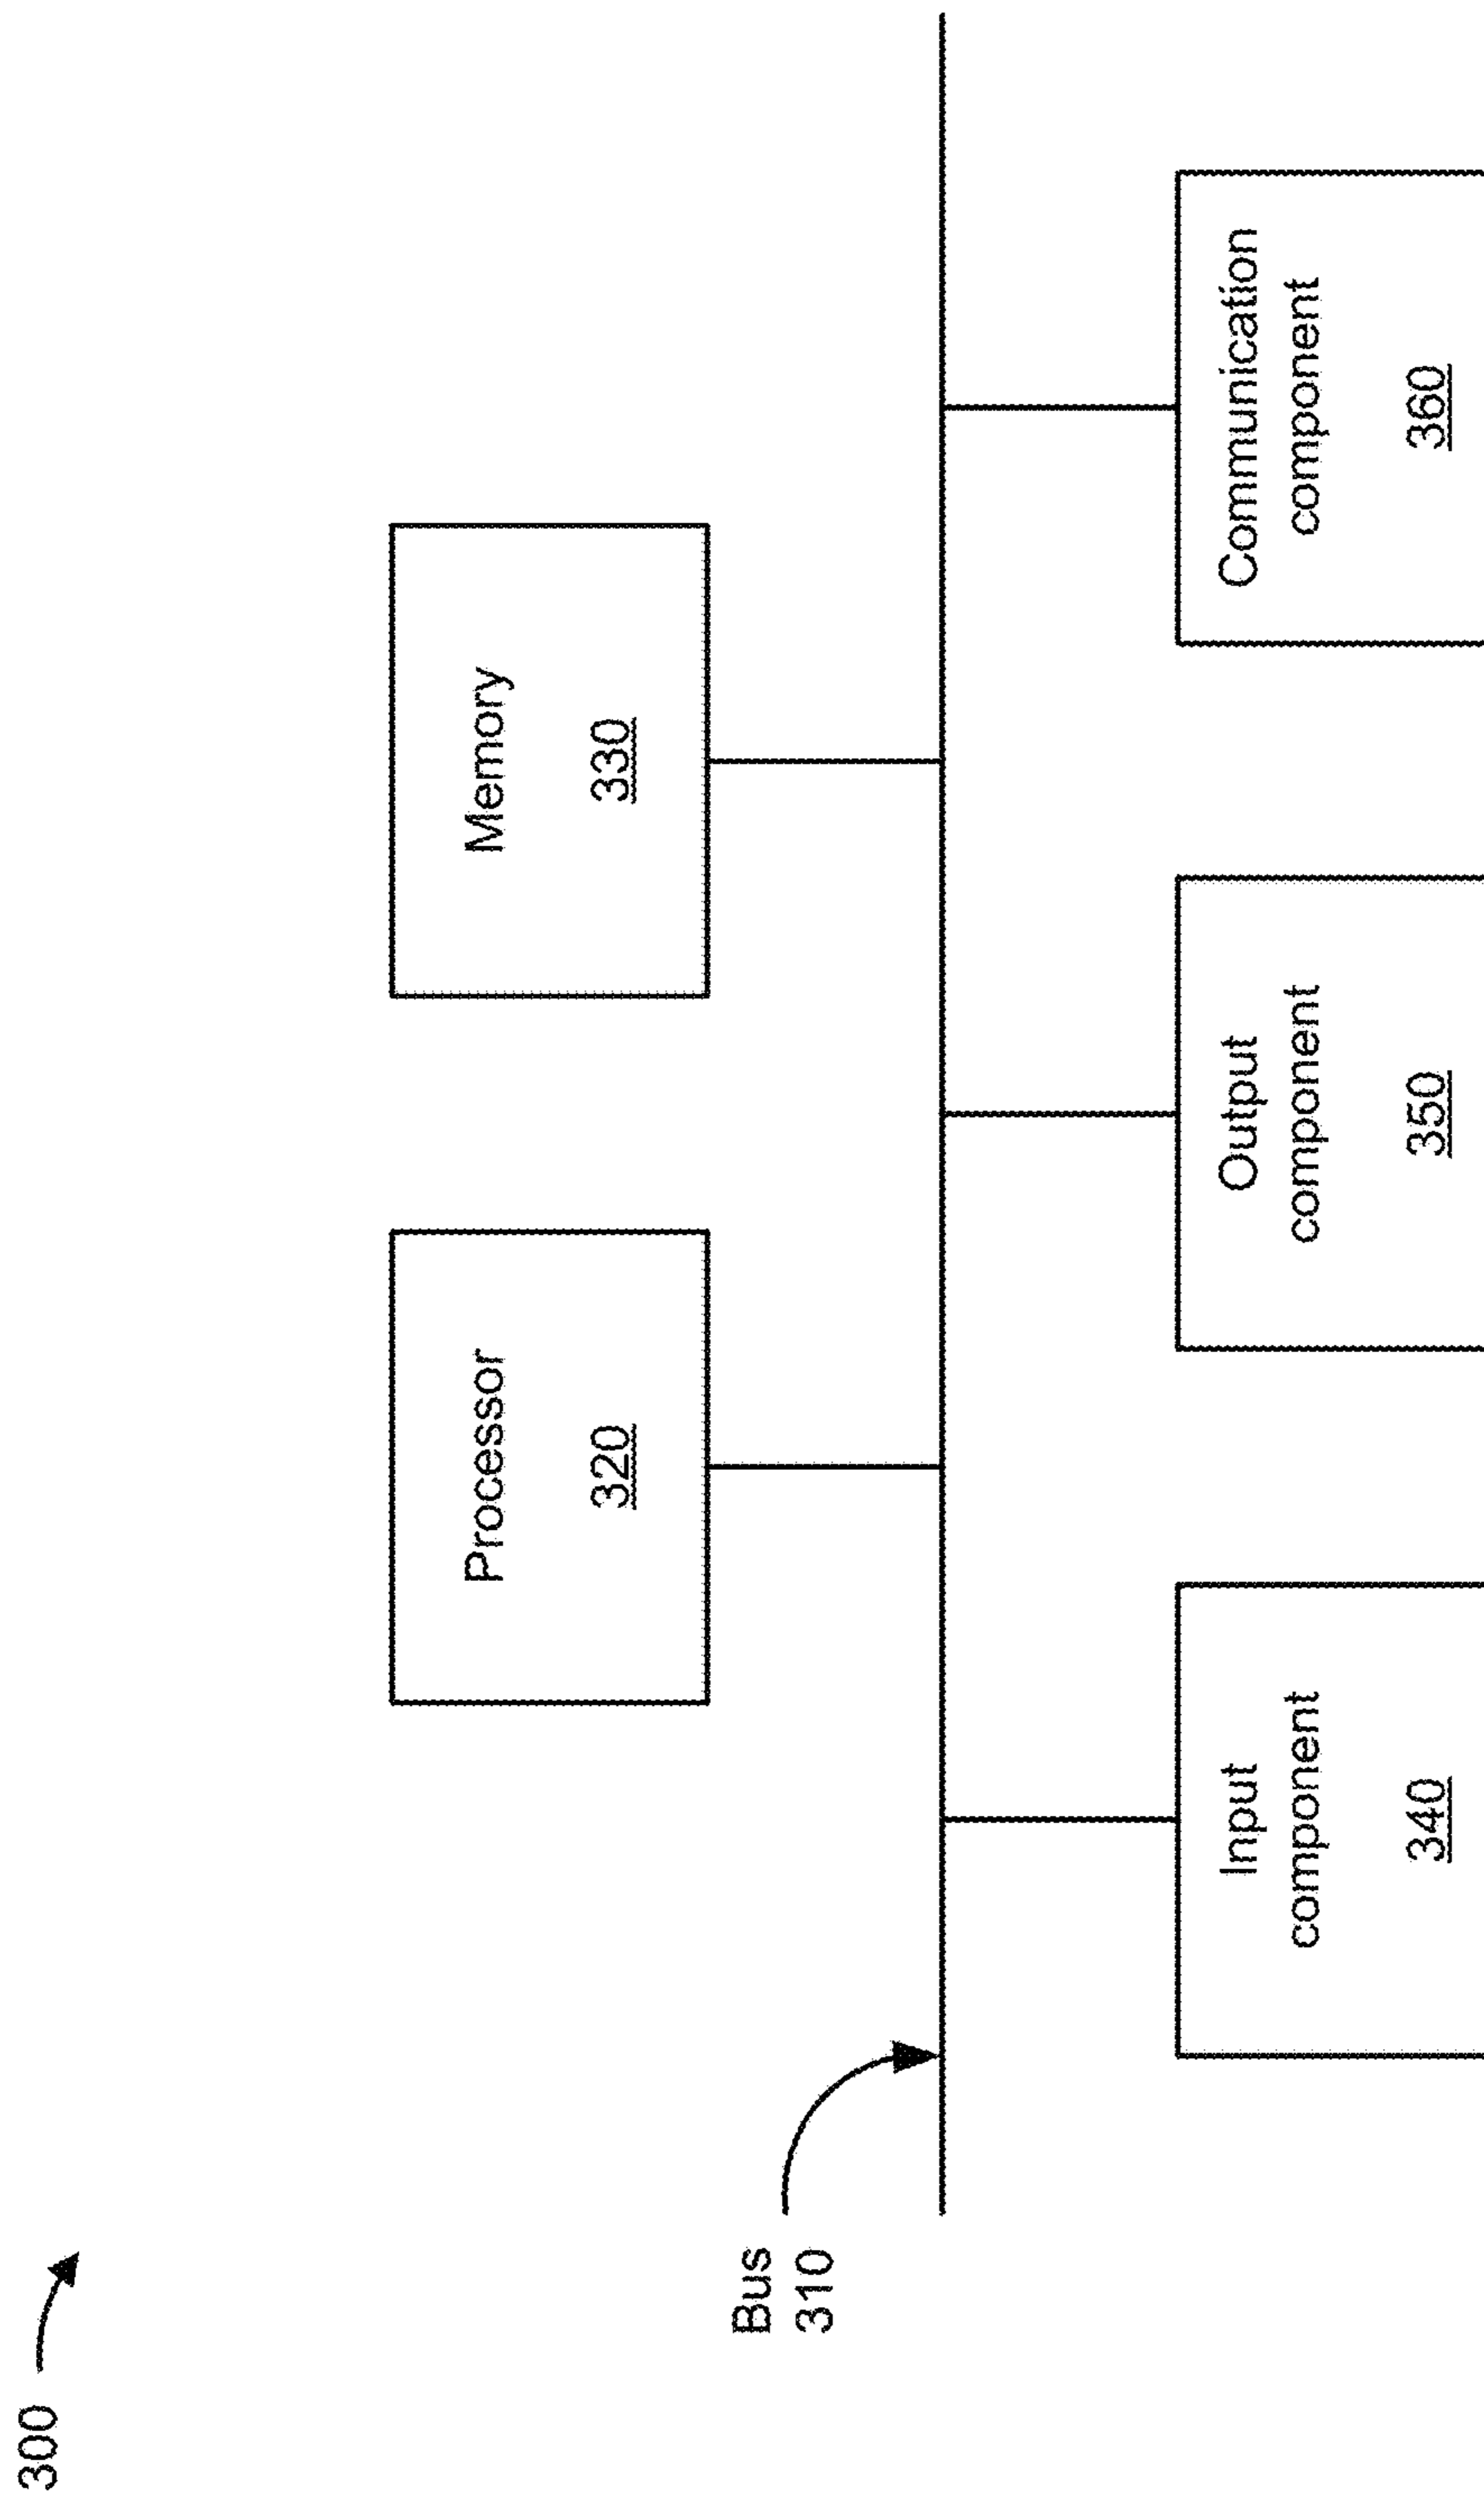 300
Processor
320
Memory
330
Bus
310
Input
component
340
Output
component
350
Communication
component
360